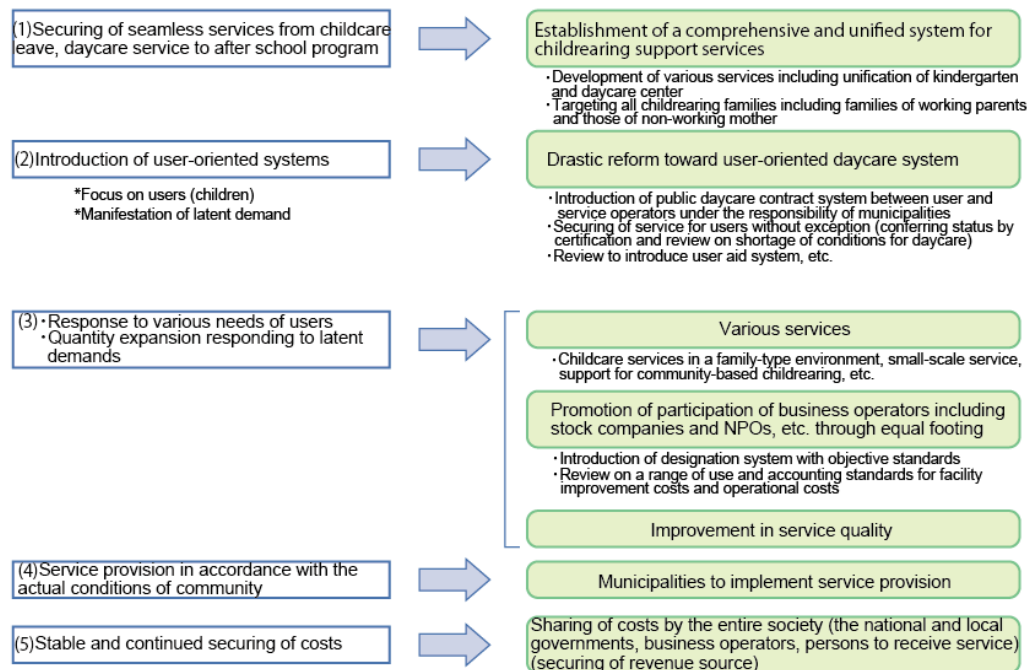 (1)Securing of seamless services from childcare
leave, daycare service to after school program
Establishment of a comprehensive and unified system for
childrearing support services
・Development of various services including unification of kindergarten
and daycare center
・Targeting all childrearing families including families of working parents
and those of non-working mother
(2)Introduction of user-oriented systems
*Focus on users (children)
*Manifestation of latent demand
Drastic reform toward user-oriented daycare system
・Introduction of public daycare contract system between user and
service operators under the responsibility of municipalities
・Securing of service for users without exception (conferring status by
certification and review on shortage of conditions for daycare)
・Review to introduce user aid system, etc.
(3)・Response to various needs of users
・Quantity expansion responding to latent
demands
Various services
・Childcare services in a family-type environment, small-scale service,
support for community-based childrearing, etc.
Promotion of participation of business operators including
stock companies and NPOs, etc. through equal footing
・Introduction of designation system with objective standards
・Review on a range of use and accounting standards for facility
improvement costs and operational costs
Improvement in service quality
(4)Service provision in accordance with the
actual conditions of community
Municipalities to implement service provision
(5)Stable and continued securing of costs
Sharing of costs by the entire society (the national and local
governments, business operators, persons to receive service)
(securing of revenue source)